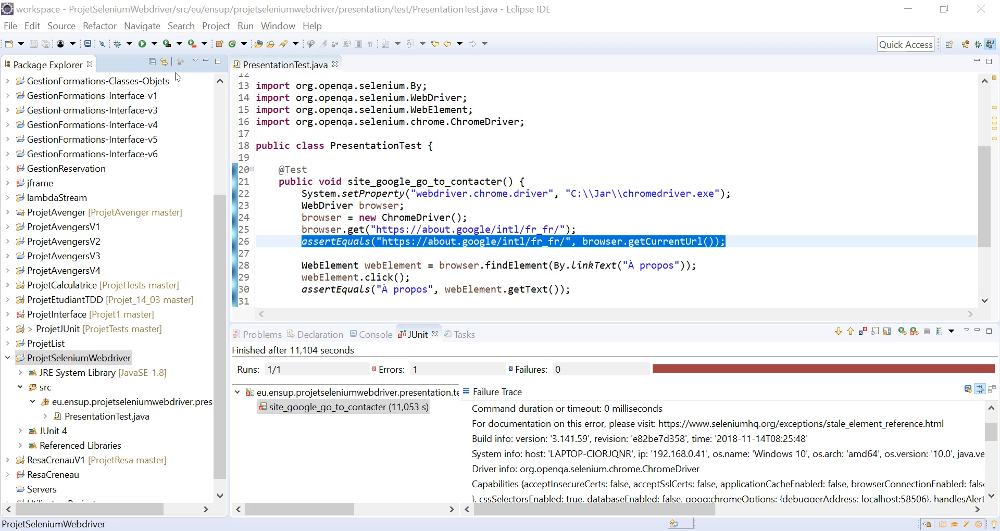 workspace - ProjetSeleniumWebdriver/src/eu/ensup/projetseleniumwebdriver/presentation/test/PresentationTest.java - Eclipse IDE
File Edit Source Refactor Navigate Search Project Run Window Help
Quick Access
Package Explorer
GestionFormations-Classes-Objets
GestionFormations-Interface-v1
GestionFormations-Interface-v3
GestionFormations-Interface-v4
GestionFormations-Interface-v5
GestionFormations-Interface-v6
GestionReservation
jframe
lambdaStream
ProjetAvenger [ProjetAvenger master]
ProjetAvengersV1
ProjetAvengersV2
ProjetAvengersV3
ProjetAvengersV4
ProjetCalculatrice [ProjetTests master]
ProjetEtudiantTDD [Projet_14_03 master]
ProjetInterface [Projet1 master]
> ProjetJUnit [ProjetTests master]
ProjetList
ProjetSeleniumWebdriver
JRE System Library [JavaSE-1.8]
src
eu.ensup.projetseleniumwebdriver.pres
PresentationTest.java
JUnit 4
Referenced Libraries
ResaCrenauV1 [ProjetResa master]
ResaCreneau
Servers
PresentationTest.java
12
13 import org.openqa.selenium.By;
14 import org.openqa.selenium.WebDriver;
15 import org.openqa.selenium.WebElement;
16 import org.openqa.selenium.chrome.ChromeDriver;
17
18 public class PresentationTest {
19
20 @Test
21 public void site_google_go_to_contacter() {
22 System.setProperty("webdriver.chrome.driver", "C:\\Jar\\chromedriver.exe");
23 WebDriver browser;
24 browser = new ChromeDriver();
25 browser.get("https://about.google/intl/fr_fr/");
26 assertEquals("https://about.google/intl/fr_fr/", browser.getCurrentUrl());
27
28 WebElement webElement = browser.findElement(By.linkText("À propos"));
29 webElement.click();
30 assertEquals("À propos", webElement.getText());
31
Problems Declaration Console JUnit Tasks
Finished after 11,104 seconds
Runs: 1/1 Errors: 1 Failures: 0
eu.ensup.projetseleniumwebdriver.presentation.te
site_google_go_to_contacter (11,053 s)
Failure Trace
Command duration or timeout: 0 milliseconds
For documentation on this error, please visit: https://www.seleniumhq.org/exceptions/stale_element_reference.html
Build info: version: '3.141.59', revision: 'e82be7d358', time: '2018-11-14T08:25:48'
System info: host: 'LAPTOP-CIORJQNR', ip: '192.168.0.41', os.name: 'Windows 10', os.arch: 'amd64', os.version: '10.0', java.ve
Driver info: org.openqa.selenium.chrome.ChromeDriver
Capabilities {acceptInsecureCerts: false, acceptSslCerts: false, applicationCacheEnabled: false, browserConnectionEnabled: false
}, cssSelectorsEnabled: true, databaseEnabled: false, goog:chromeOptions: {debuggerAddress: localhost:58506}, handlesAlert
ProjetSeleniumWebdriver